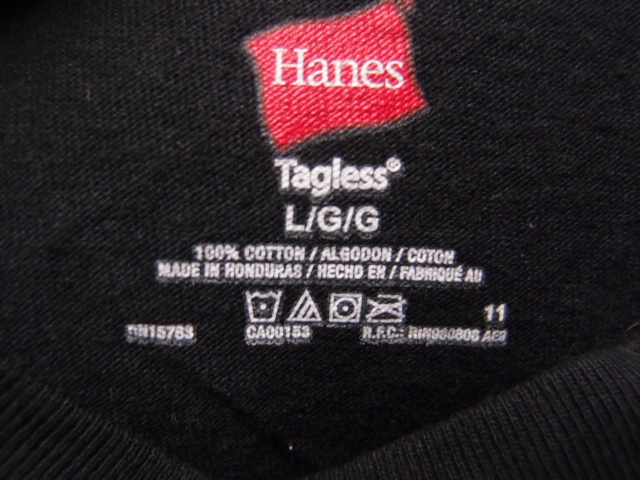 Hanes
Tagless®
L/G/G
100% COTTON / ALGODON / COTON
MADE IN HONDURAS / HECHO EN / FABRIQUÉ AU
11
RN15763 CA00153 R.F.C.: